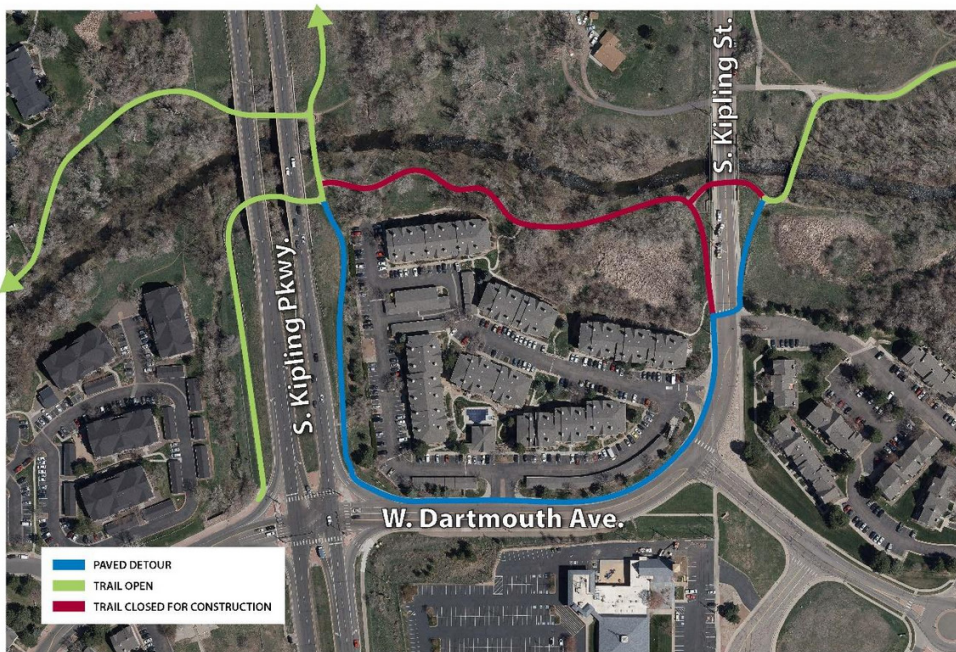 S. Kipling St.
S. Kipling Pkwy.
W. Dartmouth Ave.
PAVED DETOUR
TRAIL OPEN
TRAIL CLOSED FOR CONSTRUCTION